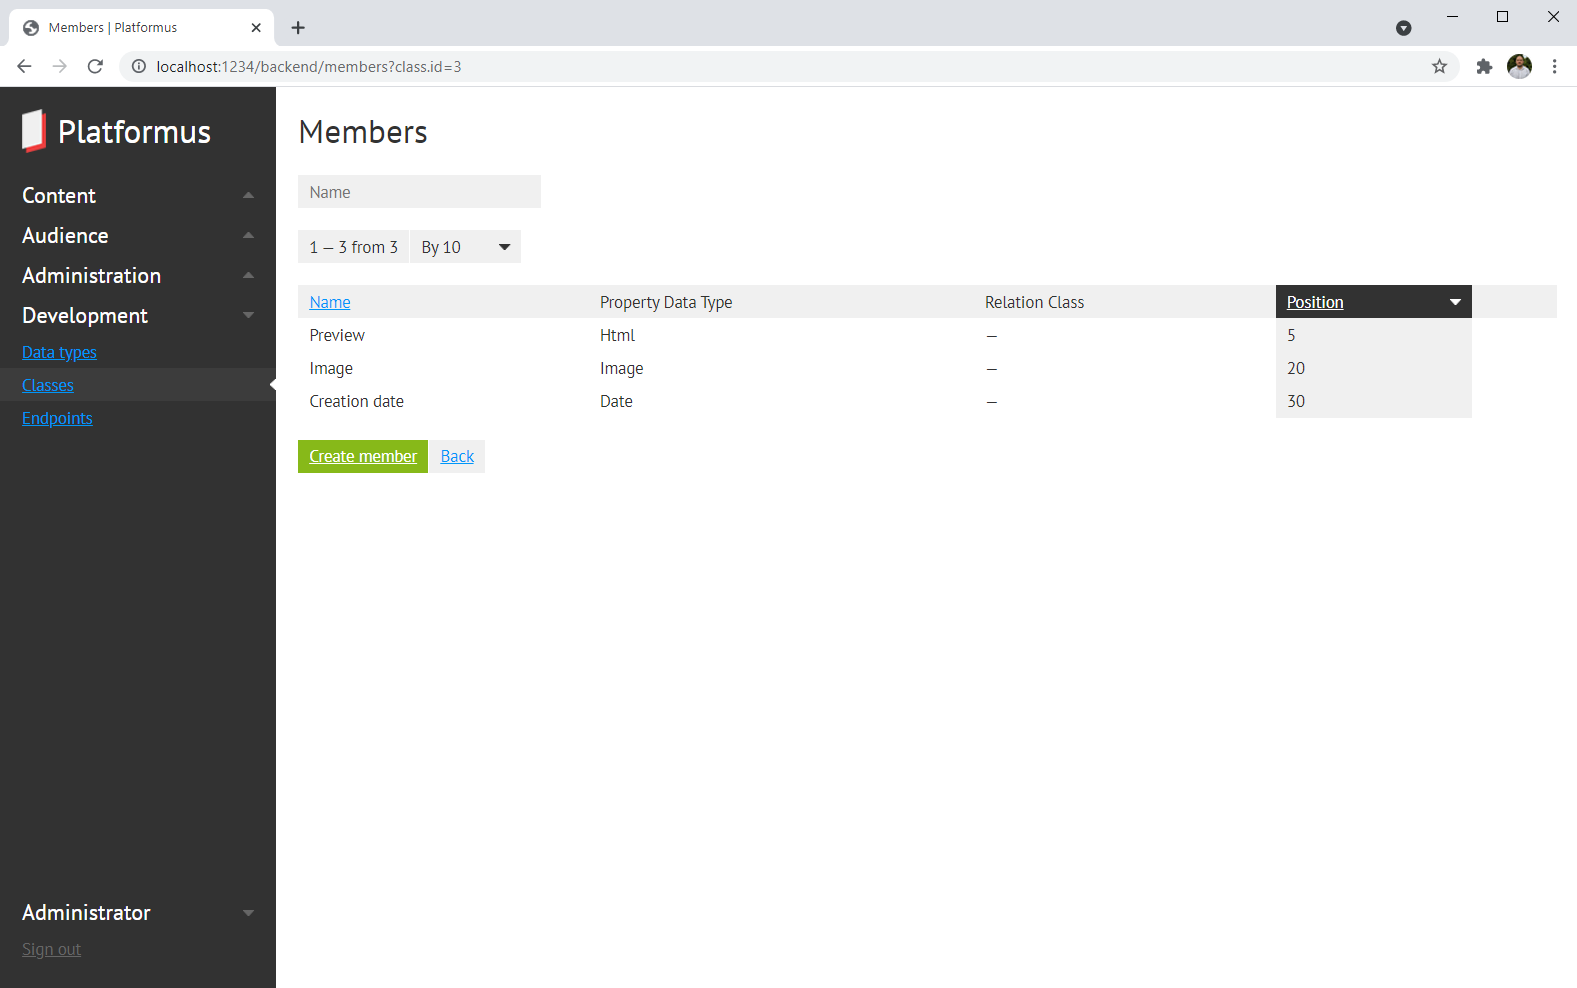 Members | Platformus
localhost:1234/backend/members?class.id=3
Platformus
Content
Audience
Administration
Development
Data types
Classes
Endpoints
Administrator
Sign out
Members
Name
1 — 3 from 3 By 10
Name Property Data Type Relation Class Position
Preview Html — 5
Image Image — 20
Creation date Date — 30
Create member Back